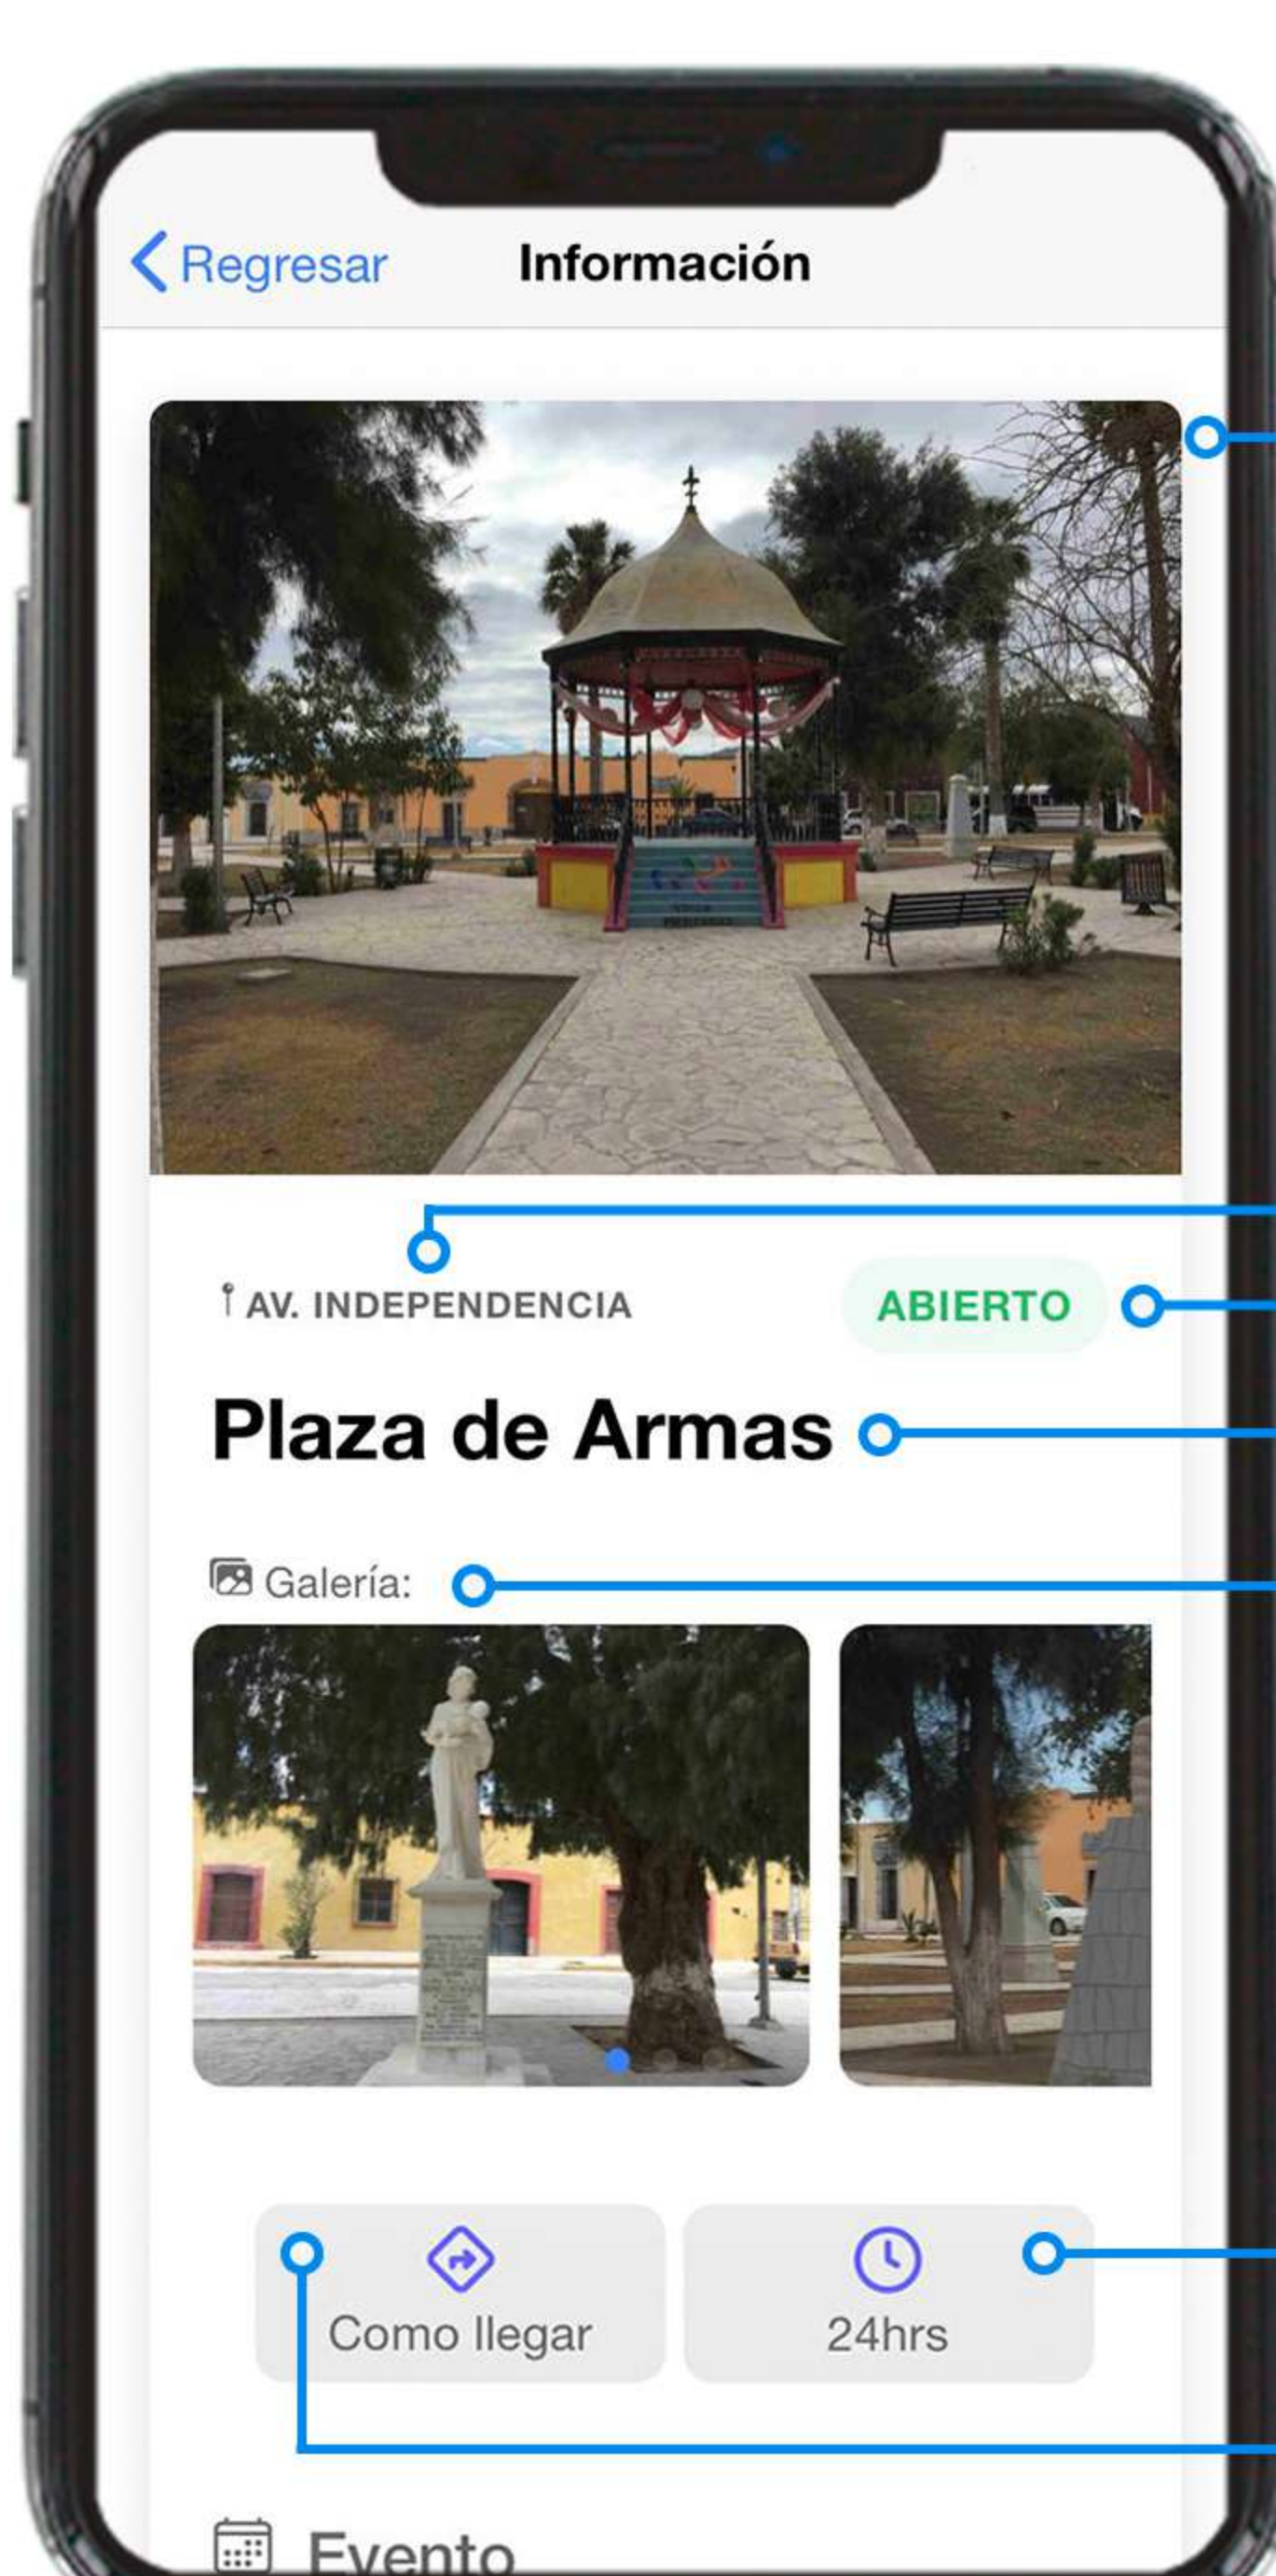 Regresar
Información
AV. INDEPENDENCIA
ABIERTO
Plaza de Armas
Galería:
Como llegar
24hrs
Evento